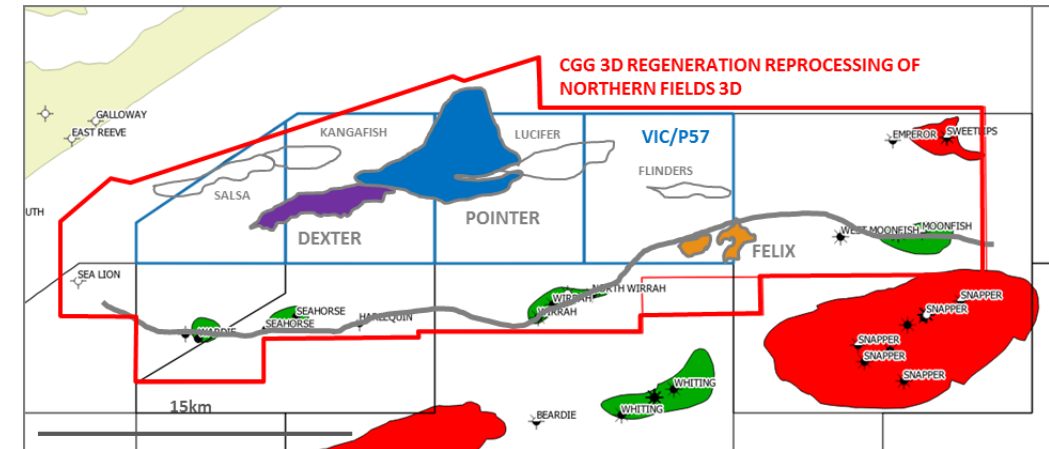 CGG 3D REGENERATION REPROCESSING OF
NORTHERN FIELDS 3D
GALLOWAY
EAST REEVE
KANGAFISH
LUCIFER
VIC/P57
EMPEROR
SALSA
FLINDERS
UTH
DEXTER
POINTER
FELIX
WEST MOONFISH
MOONFISH
SEA LION
NORTH WIRRAH
WIRRAH
WIRRAH
SEAHORSE
SEAHORSE
HARLEQUIN
SNAPPER
SNAPPER
SNAPPER
SNAPPER
SNAPPER
WHITING
WHITING
BEARDIE
15km